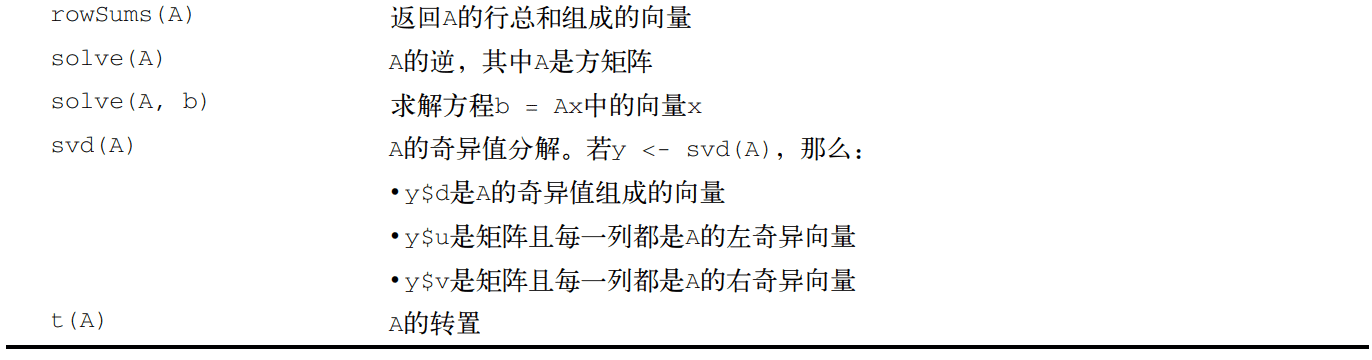 rowSums(A) 返回A的行总和组成的向量
solve(A) A的逆，其中A是方矩阵
solve(A, b) 求解方程b = Ax中的向量x
svd(A) A的奇异值分解。若y <- svd(A)，那么：
•y$d是A的奇异值组成的向量
•y$u是矩阵且每一列都是A的左奇异向量
•y$v是矩阵且每一列都是A的右奇异向量
t(A) A的转置